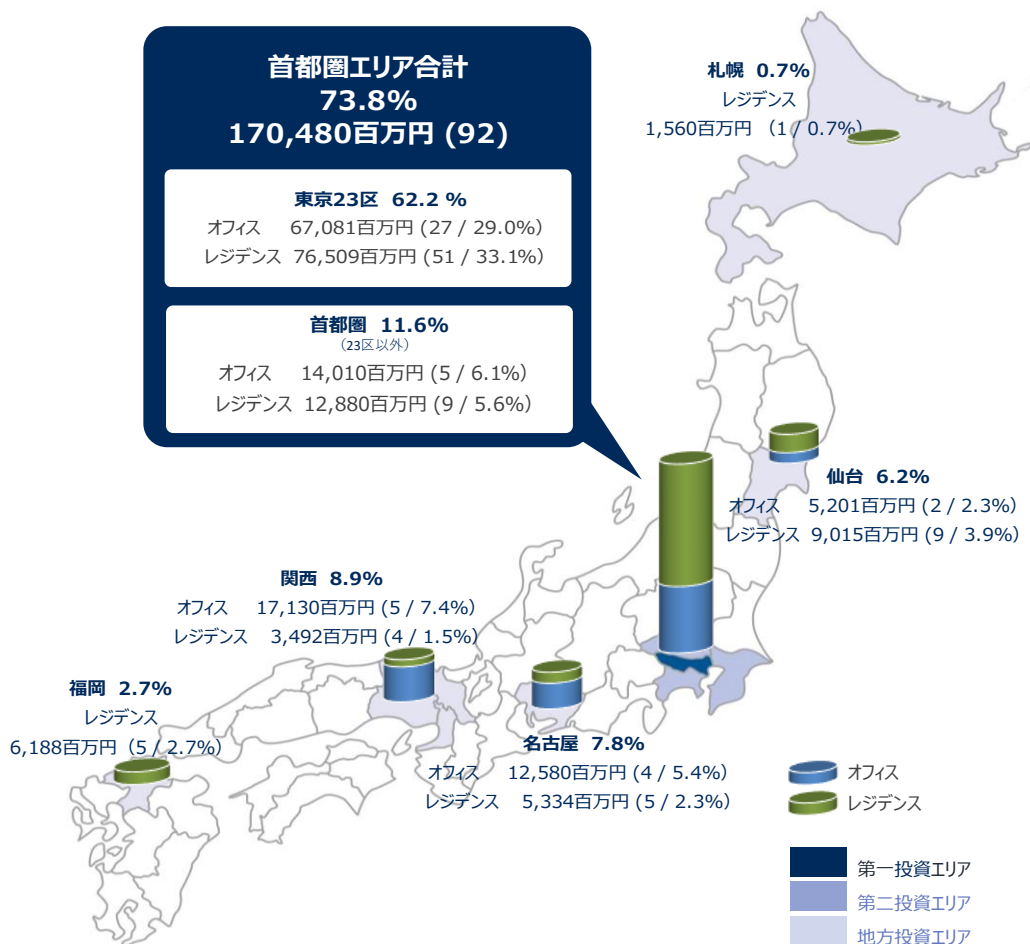 首都圏エリア合計
73.8%
170,480百万円 (92)
東京23区 62.2 %
オフィス 67,081百万円 (27 / 29.0%)
レジデンス 76,509百万円 (51 / 33.1%)
首都圏 11.6%
(23区以外)
オフィス 14,010百万円 (5 / 6.1%)
レジデンス 12,880百万円 (9 / 5.6%)
札幌 0.7%
レジデンス
1,560百万円 (1 / 0.7%)
仙台 6.2%
オフィス 5,201百万円 (2 / 2.3%)
レジデンス 9,015百万円 (9 / 3.9%)
関西 8.9%
オフィス 17,130百万円 (5 / 7.4%)
レジデンス 3,492百万円 (4 / 1.5%)
福岡 2.7%
レジデンス
6,188百万円 (5 / 2.7%)
名古屋 7.8%
オフィス 12,580百万円 (4 / 5.4%)
レジデンス 5,334百万円 (5 / 2.3%)
オフィス
レジデンス
第一投資エリア
第二投資エリア
地方投資エリア